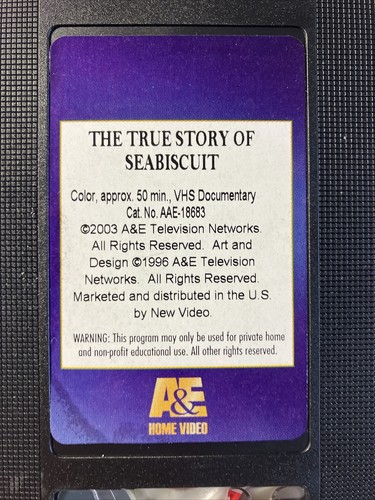 THE TRUE STORY OF
SEABISCUIT
Color, approx. 50 min., VHS Documentary
Cat. No. AAE-18683
©2003 A&E Television Networks.
All Rights Reserved. Art and
Design ©1996 A&E Television
Networks. All Rights Reserved.
Marketed and distributed in the U.S.
by New Video.
WARNING: This program may only be used for private home
and non-profit educational use. All other rights reserved.
A&E
HOME VIDEO